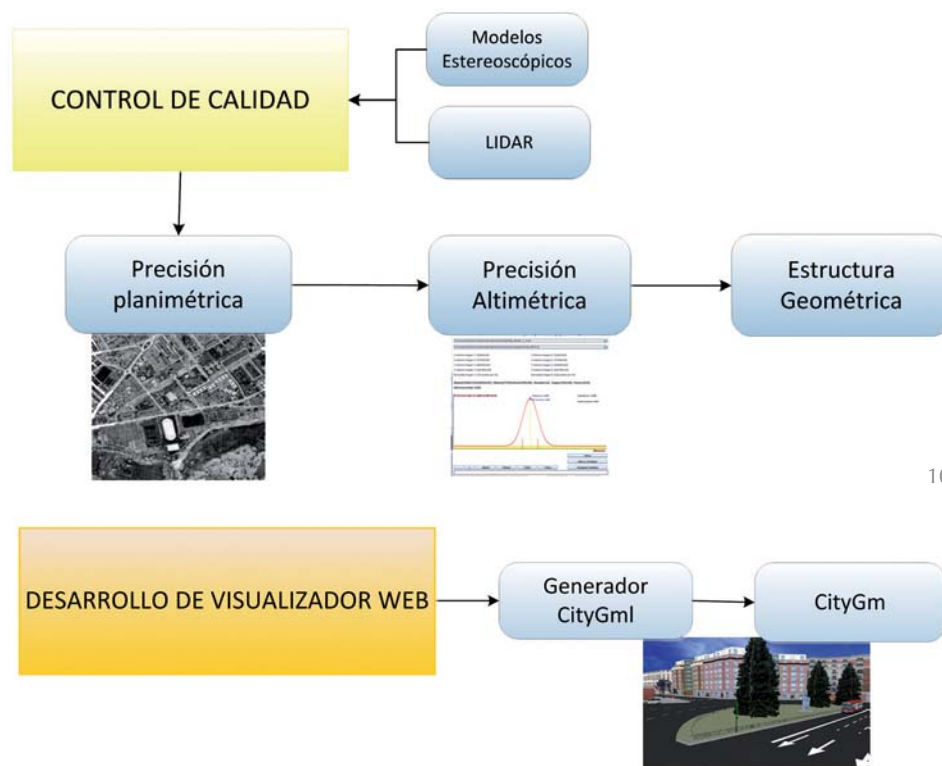 Modelos
Estereoscópicos
CONTROL DE CALIDAD
LIDAR
Precisión
planimétrica
Precisión
Altimétrica
Estructura
Geométrica
10
DESARROLLO DE VISUALIZADOR WEB
Generador
CityGml
CityGm